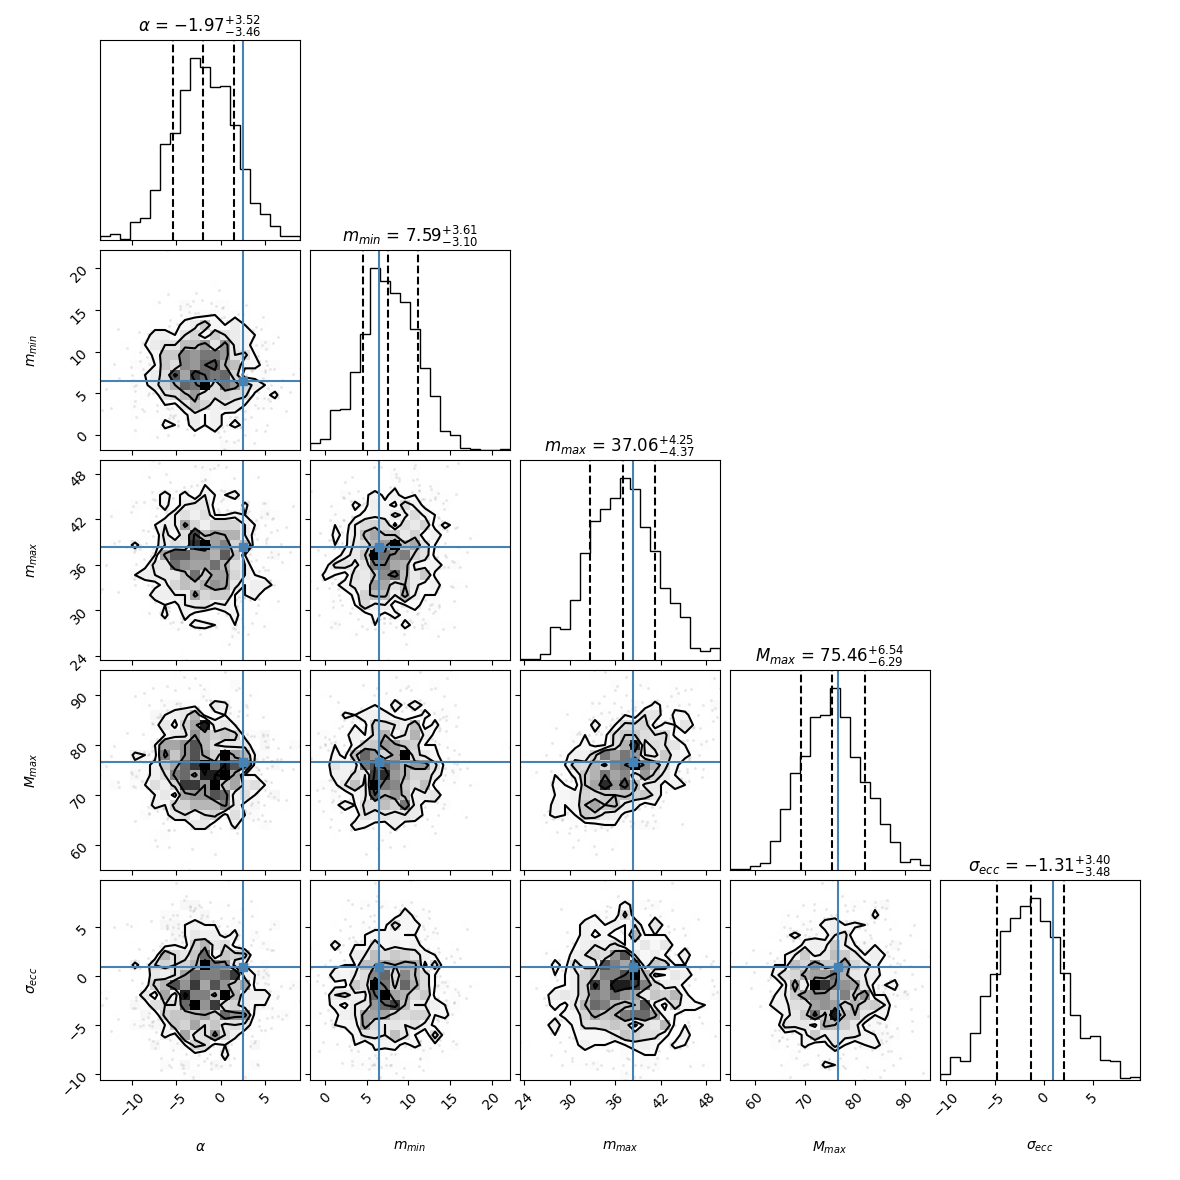 α = −1.97+3.52 −3.46
m_min = 7.59+3.61 −3.10
20
15
10
5
0
m_min
m_max = 37.06+4.25 −4.37
48
42
36
30
24
m_max
M_max = 75.46+6.54 −6.29
90
80
70
60
M_max
σ_ecc = −1.31+3.40 −3.48
5
0
−5
−10
σ_ecc
−10 −5 0 5 0 5 10 15 20 24 30 36 42 48 60 70 80 90 −10 −5 0 5
α m_min m_max M_max σ_ecc